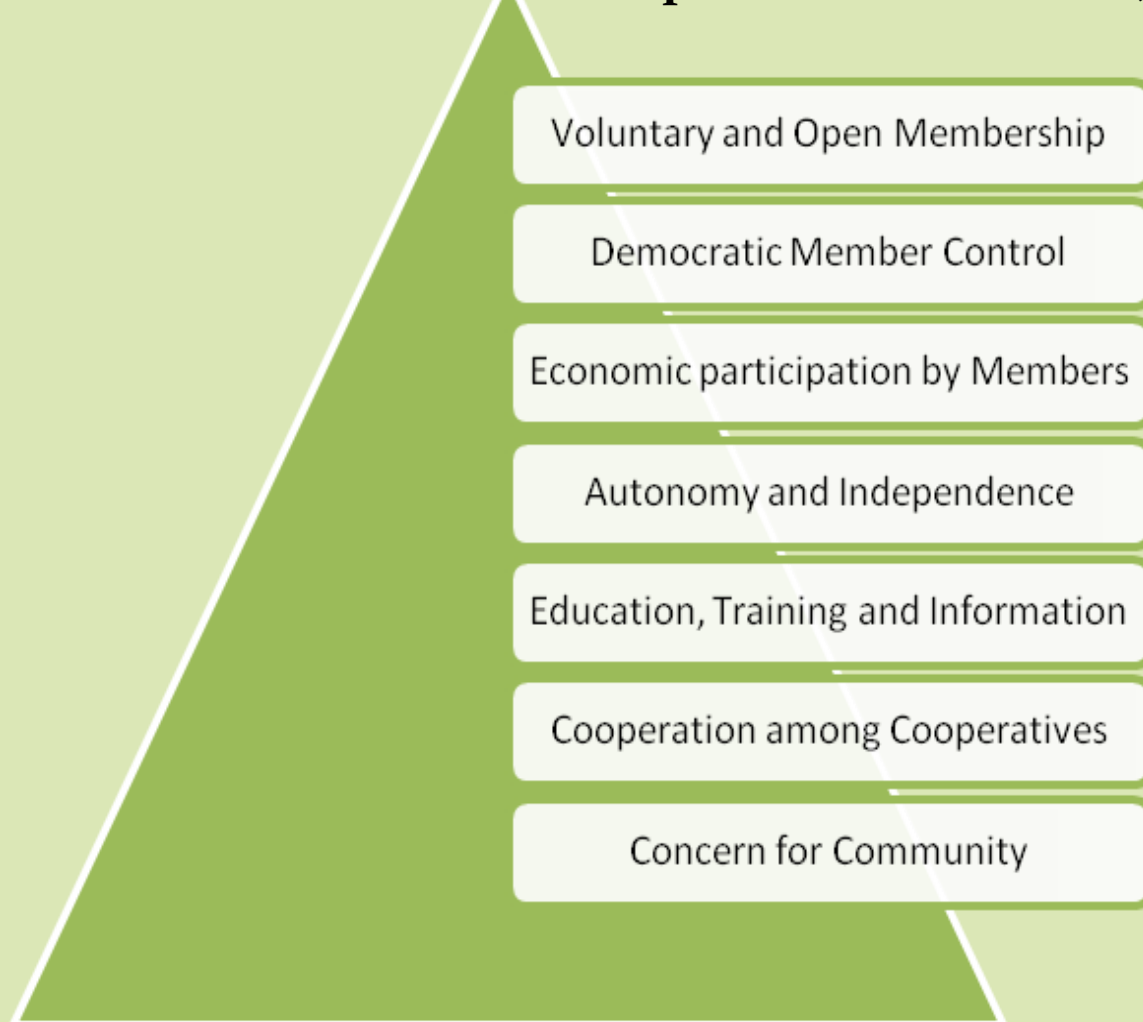 Voluntary and Open Membership
Democratic Member Control
Economic participation by Members
Autonomy and Independence
Education, Training and Information
Cooperation among Cooperatives
Concern for Community